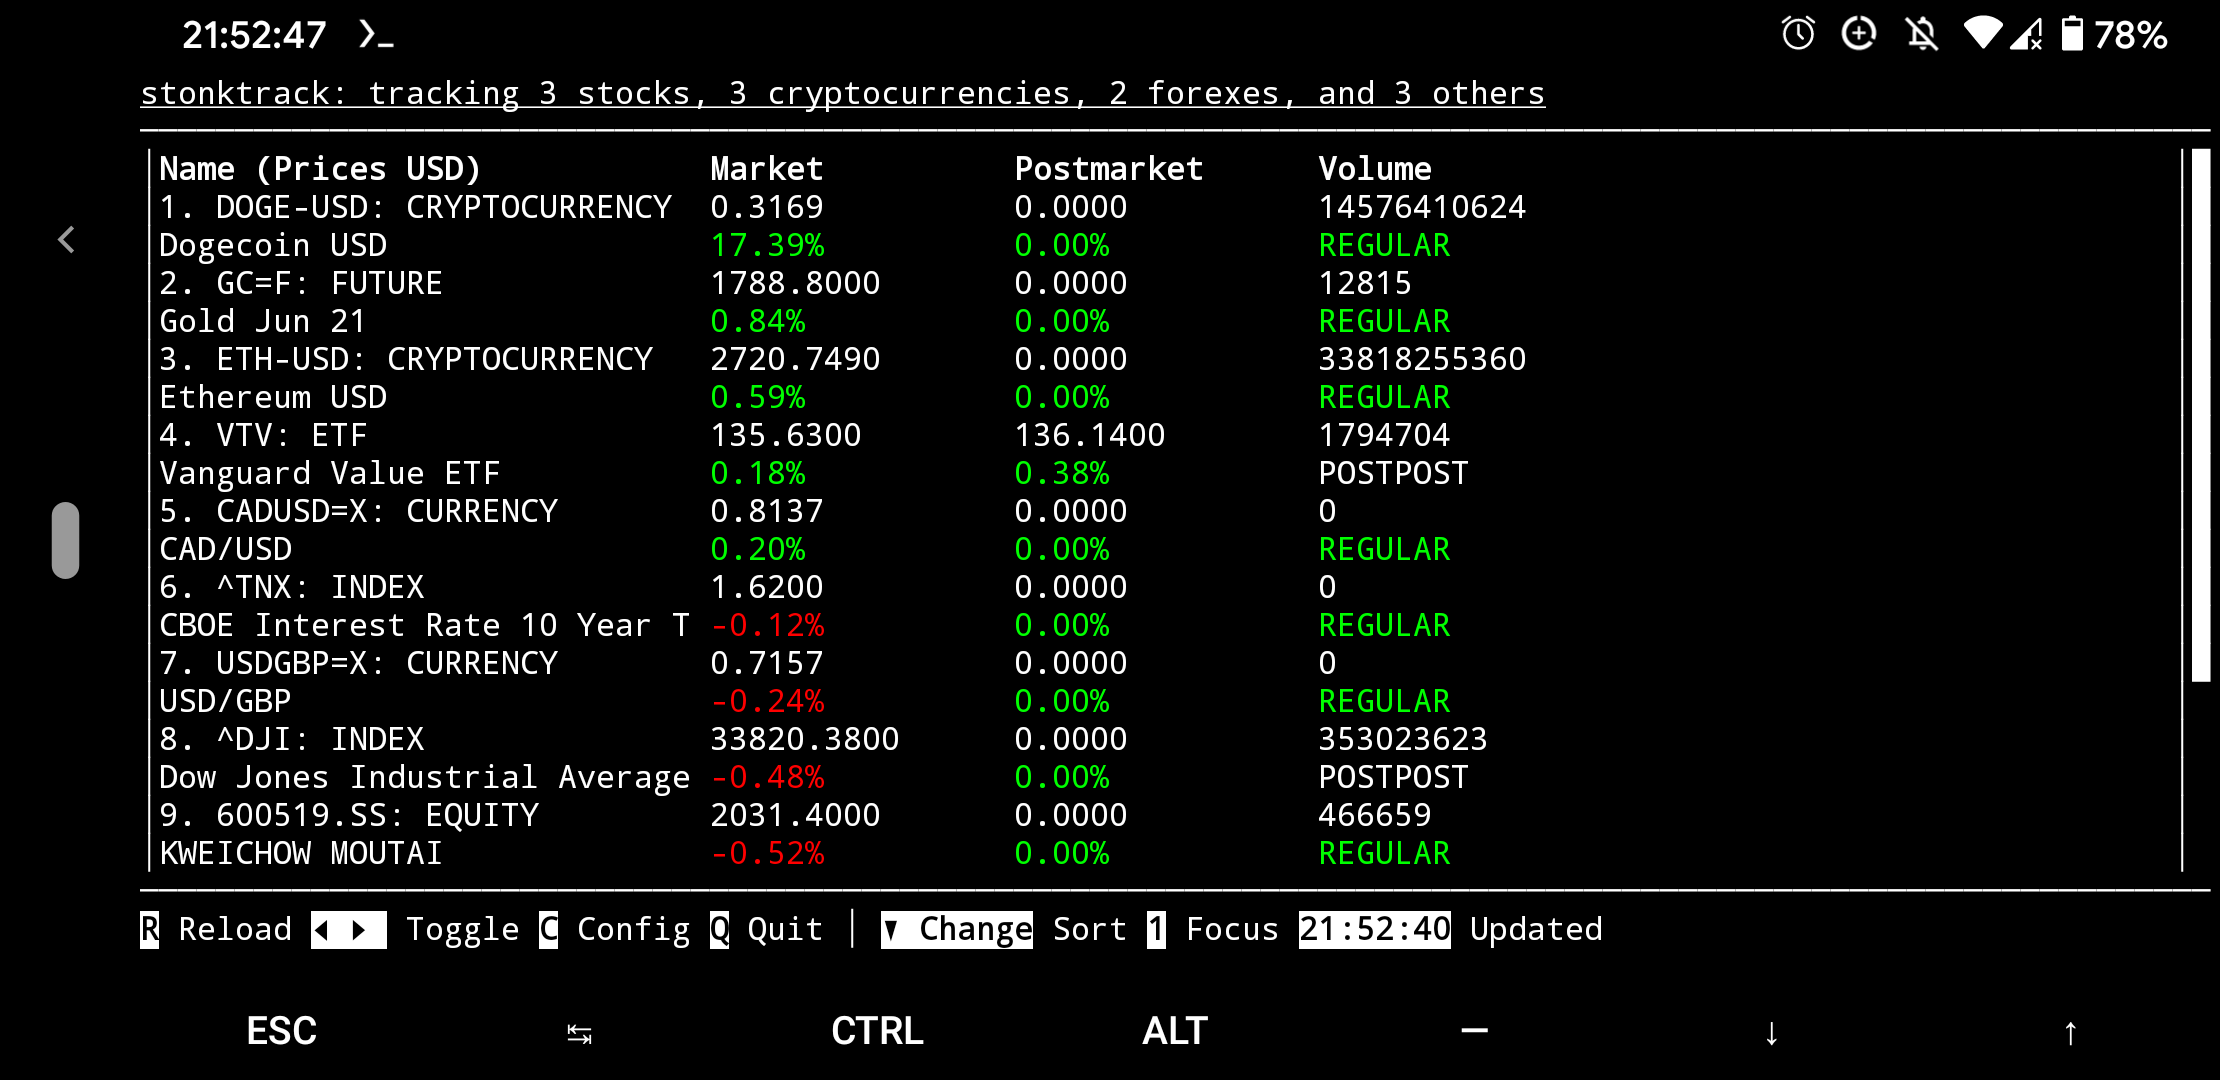 21:52:47 >_ 78%
stonktrack: tracking 3 stocks, 3 cryptocurrencies, 2 forexes, and 3 others
Name (Prices USD) Market Postmarket Volume
1. DOGE-USD: CRYPTOCURRENCY 0.3169 0.0000 14576410624
Dogecoin USD 17.39% 0.00% REGULAR
2. GC=F: FUTURE 1788.8000 0.0000 12815
Gold Jun 21 0.84% 0.00% REGULAR
3. ETH-USD: CRYPTOCURRENCY 2720.7490 0.0000 33818255360
Ethereum USD 0.59% 0.00% REGULAR
4. VTV: ETF 135.6300 136.1400 1794704
Vanguard Value ETF 0.18% 0.38% POSTPOST
5. CADUSD=X: CURRENCY 0.8137 0.0000 0
CAD/USD 0.20% 0.00% REGULAR
6. ^TNX: INDEX 1.6200 0.0000 0
CBOE Interest Rate 10 Year T -0.12% 0.00% REGULAR
7. USDGBP=X: CURRENCY 0.7157 0.0000 0
USD/GBP -0.24% 0.00% REGULAR
8. ^DJI: INDEX 33820.3800 0.0000 353023623
Dow Jones Industrial Average -0.48% 0.00% POSTPOST
9. 600519.SS: EQUITY 2031.4000 0.0000 466659
KWEICHOW MOUTAI -0.52% 0.00% REGULAR
R Reload ◀ ▶ Toggle C Config Q Quit | ▼ Change Sort 1 Focus 21:52:40 Updated
ESC ↹ CTRL ALT — ↓ ↑